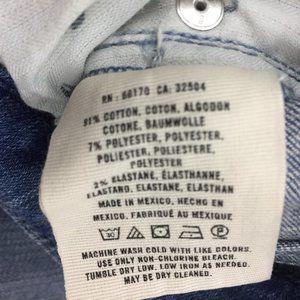 RN: 66170 CA: 32504
91% COTTON, COTON, ALGODON
COTONE, BAUMWOLLE
7% POLYESTER, POLYESTER,
POLIESTER, POLIESTERE,
POLYESTER
2% ELASTANE, ÉLASTHANNE,
ELASTANO, ELASTANE, ELASTHAN
MADE IN MEXICO, HECHO EN
MEXICO, FABRIQUÉ AU MEXIQUE
MACHINE WASH COLD WITH LIKE COLORS.
USE ONLY NON-CHLORINE BLEACH.
TUMBLE DRY LOW. LOW IRON AS NEEDED.
MAY BE DRY CLEANED.